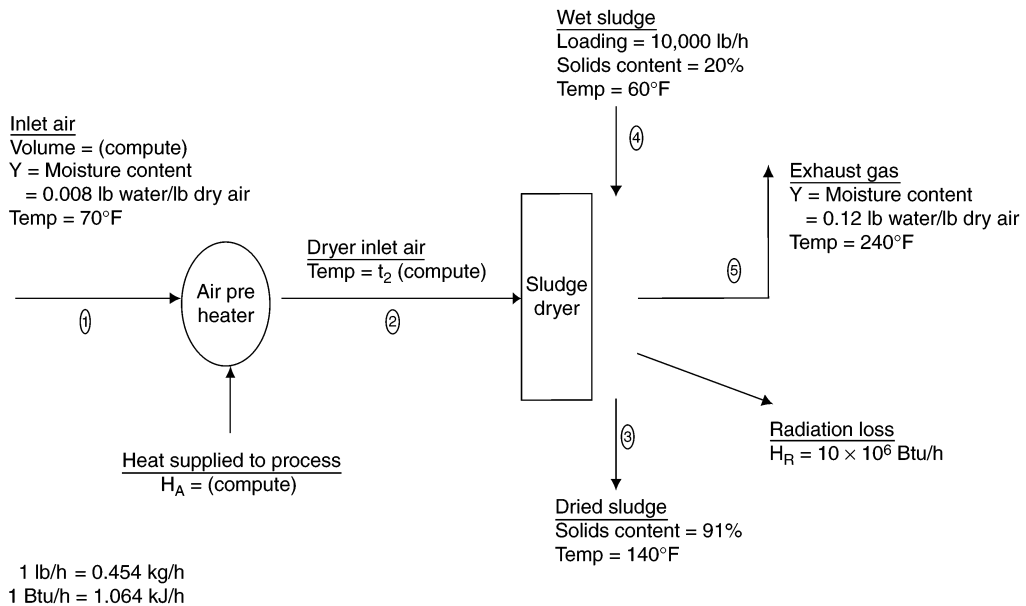 Wet sludge
Loading = 10,000 lb/h
Solids content = 20%
Temp = 60°F
④
Inlet air
Volume = (compute)
Y = Moisture content
= 0.008 lb water/lb dry air
Temp = 70°F
Exhaust gas
Y = Moisture content
= 0.12 lb water/lb dry air
Temp = 240°F
Dryer inlet air
Temp = t₂ (compute)
Air pre
heater
Sludge
dryer
①
②
⑤
③
Radiation loss
H_R = 10 × 10⁶ Btu/h
Heat supplied to process
H_A = (compute)
Dried sludge
Solids content = 91%
Temp = 140°F
1 lb/h = 0.454 kg/h
1 Btu/h = 1.064 kJ/h